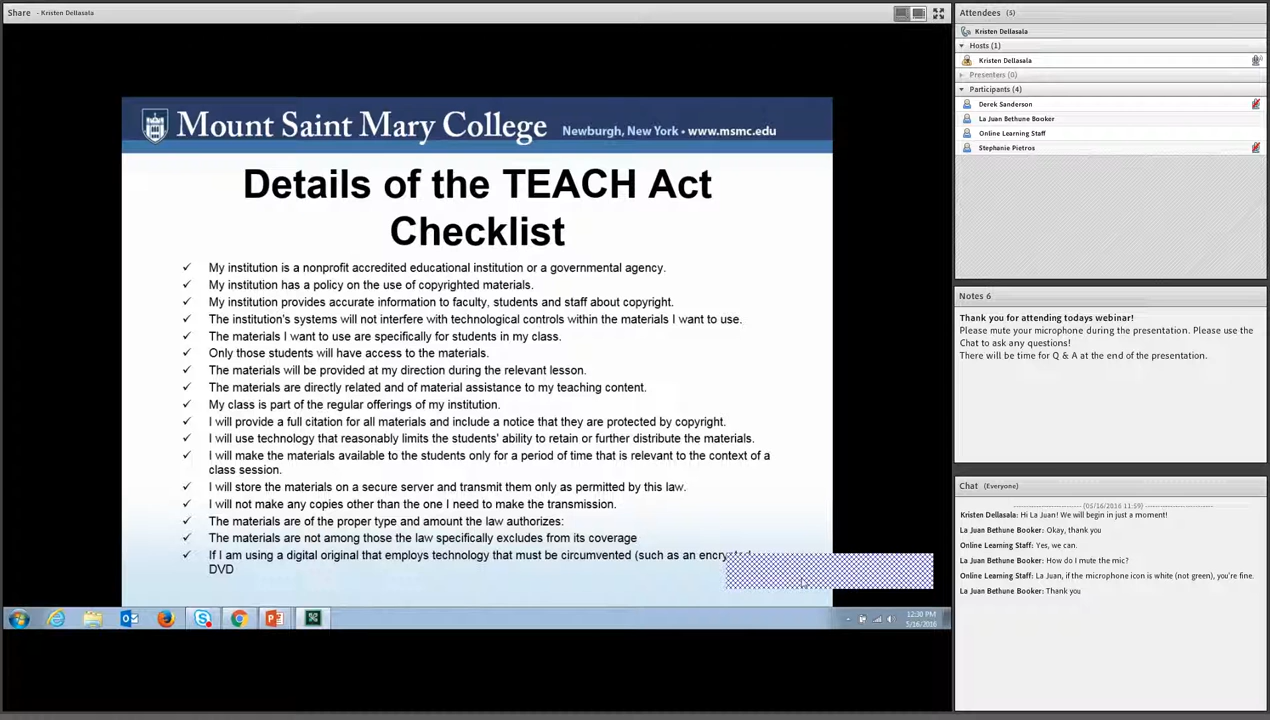 Share - Kristen Dellasala
Mount Saint Mary College Newburgh, New York • www.msmc.edu
Details of the TEACH Act
Checklist
✓ My institution is a nonprofit accredited educational institution or a governmental agency.
✓ My institution has a policy on the use of copyrighted materials.
✓ My institution provides accurate information to faculty, students and staff about copyright.
✓ The institution's systems will not interfere with technological controls within the materials I want to use.
✓ The materials I want to use are specifically for students in my class.
✓ Only those students will have access to the materials.
✓ The materials will be provided at my direction during the relevant lesson.
✓ The materials are directly related and of material assistance to my teaching content.
✓ My class is part of the regular offerings of my institution.
✓ I will provide a full citation for all materials and include a notice that they are protected by copyright.
✓ I will use technology that reasonably limits the students' ability to retain or further distribute the materials.
✓ I will make the materials available to the students only for a period of time that is relevant to the context of a
class session.
✓ I will store the materials on a secure server and transmit them only as permitted by this law.
✓ I will not make any copies other than the one I need to make the transmission.
✓ The materials are of the proper type and amount the law authorizes:
✓ The materials are not among those the law specifically excludes from its coverage
✓ If I am using a digital original that employs technology that must be circumvented (such as an encrypted
DVD
12:30 PM
5/16/2016
Attendees (5)
Kristen Dellasala
Hosts (1)
Kristen Dellasala
Presenters (0)
Participants (4)
Derek Sanderson
La Juan Bethune Booker
Online Learning Staff
Stephanie Pietros
Notes 6
Thank you for attending todays webinar!
Please mute your microphone during the presentation. Please use the
Chat to ask any questions!
There will be time for Q & A at the end of the presentation.
Chat (Everyone)
(05/16/2016 11:59)
Kristen Dellasala: Hi La Juan! We will begin in just a moment!
La Juan Bethune Booker: Okay, thank you
Online Learning Staff: Yes, we can.
La Juan Bethune Booker: How do I mute the mic?
Online Learning Staff: La Juan, if the microphone icon is white (not green), you're fine.
La Juan Bethune Booker: Thank you